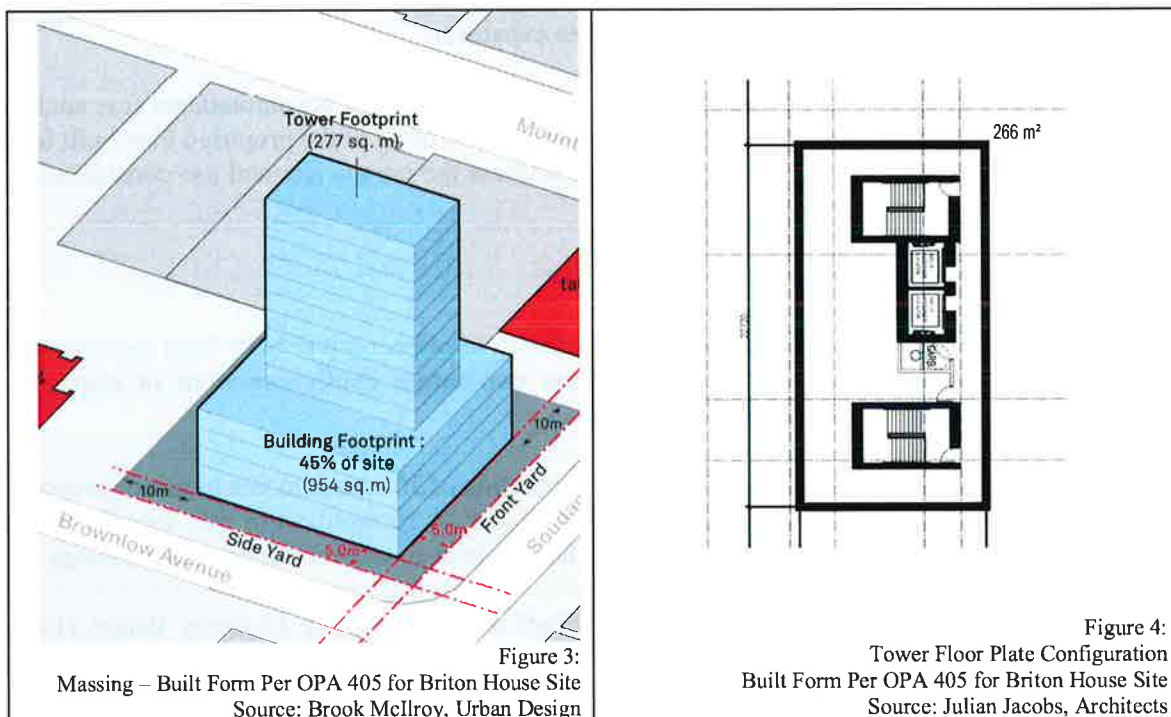 Mount
Tower Footprint
(277 sq. m)
Building Footprint :
45% of site
(954 sq.m)
10m
10m
Front Yard
5.0m
5.0m
Side Yard
Brownlow Avenue
Soudan
Figure 3:
Massing – Built Form Per OPA 405 for Briton House Site
Source: Brook McIlroy, Urban Design
266 m²
Figure 4:
Tower Floor Plate Configuration
Built Form Per OPA 405 for Briton House Site
Source: Julian Jacobs, Architects